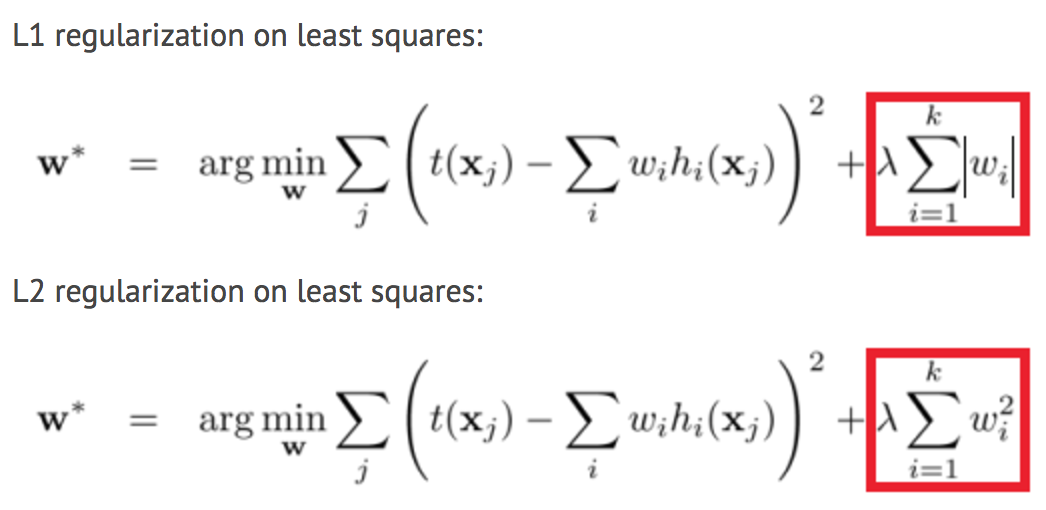 L1 regularization on least squares:
w* = arg min_w ∑_j ( t(x_j) − ∑_i w_i h_i(x_j) )^2 + λ ∑_{i=1}^k |w_i|
L2 regularization on least squares:
w* = arg min_w ∑_j ( t(x_j) − ∑_i w_i h_i(x_j) )^2 + λ ∑_{i=1}^k w_i^2